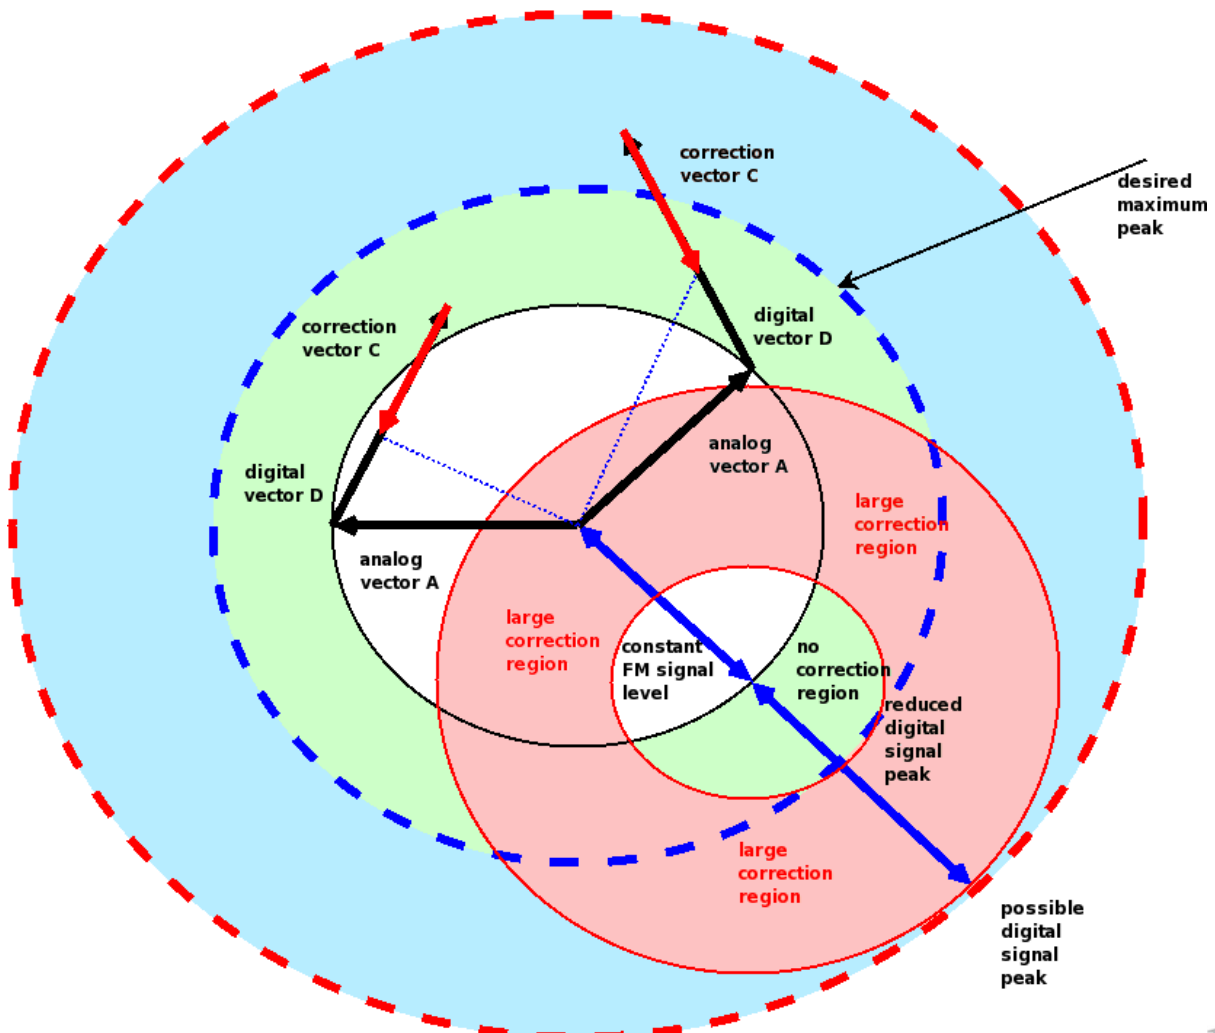 correction
vector C
desired
maximum
peak
correction
vector C
digital
vector D
digital
vector D
analog
vector A
analog
vector A
large
correction
region
large
correction
region
constant
FM signal
level
no
correction
region
reduced
digital
signal
peak
large
correction
region
possible
digital
signal
peak